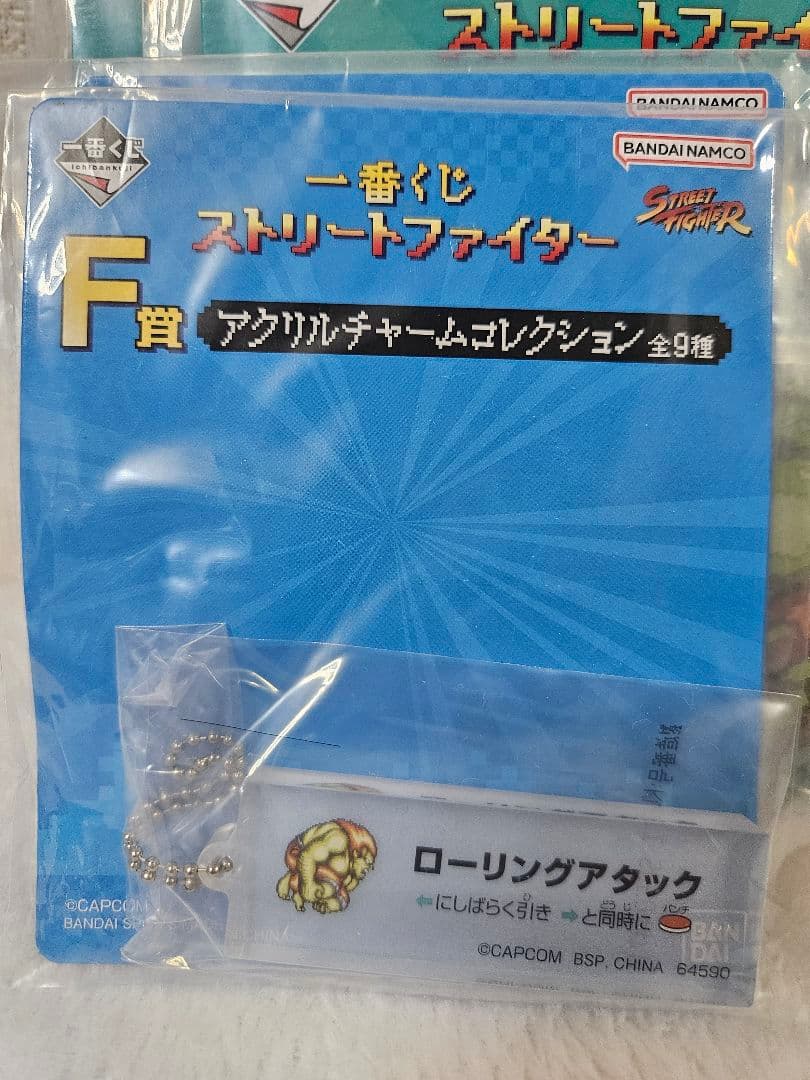 ストリートファイ
BANDAI NAMCO
一番くじ
ichibankuji
BANDAI NAMCO
一番くじ
ストリートファイター
STREET FIGHTER
F賞
アクリルチャームコレクション 全9種
ローリングアタック
←にしばらく引き →と同時に パンチ
BANDAI
©CAPCOM BSP, CHINA 64590
©CAPCOM
BANDAI